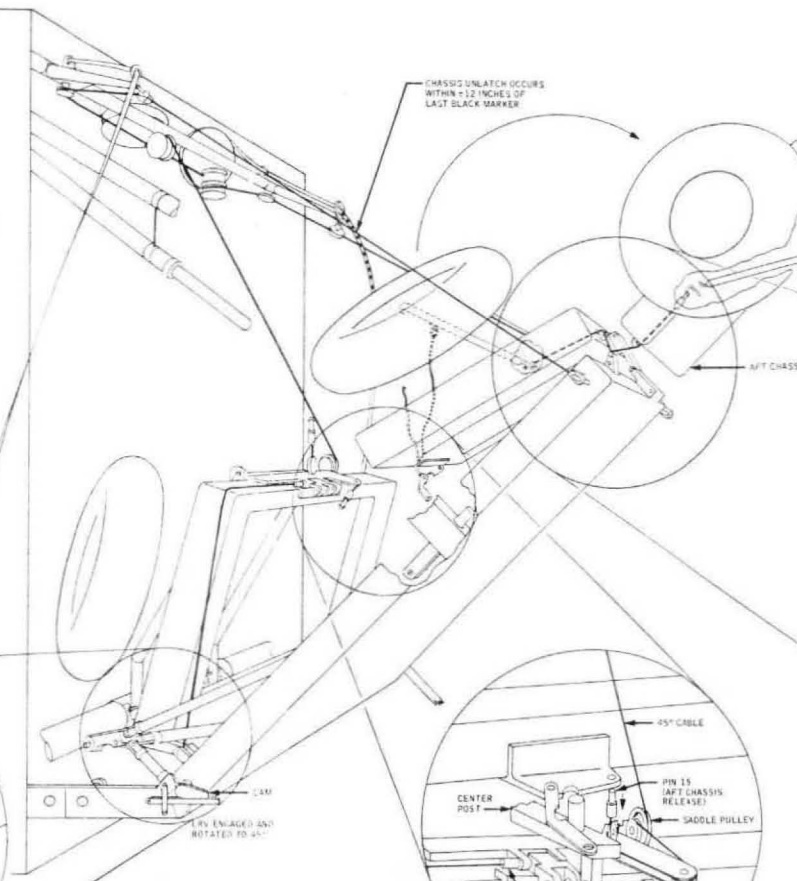 CHASSIS UNLATCH OCCURS
WITHIN ±12 INCHES OF
LAST BLACK MARKER
AFT CHASS
45° CABLE
PIN 15
(AFT CHASSIS
RELEASE)
CENTER
POST
SADDLE PULLEY
CAM
LRV ENGAGED AND
ROTATED TO 45°